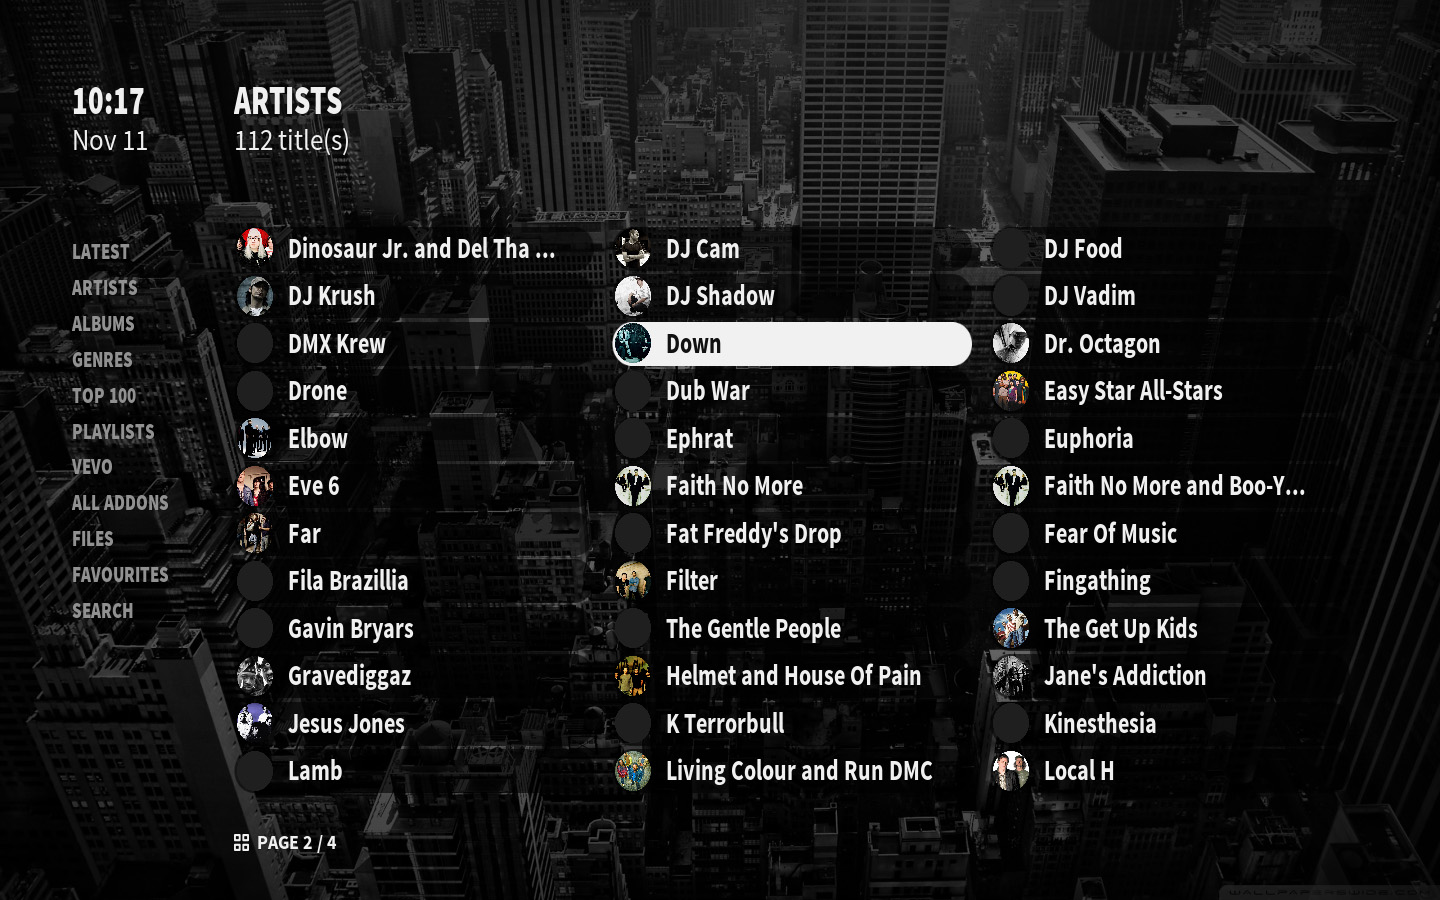 10:17
Nov 11
ARTISTS
112 title(s)
LATEST
ARTISTS
ALBUMS
GENRES
TOP 100
PLAYLISTS
VEVO
ALL ADDONS
FILES
FAVOURITES
SEARCH
Dinosaur Jr. and Del Tha ...
DJ Cam
DJ Food
DJ Krush
DJ Shadow
DJ Vadim
DMX Krew
Down
Dr. Octagon
Drone
Dub War
Easy Star All-Stars
Elbow
Ephrat
Euphoria
Eve 6
Faith No More
Faith No More and Boo-Y...
Far
Fat Freddy's Drop
Fear Of Music
Fila Brazillia
Filter
Fingathing
Gavin Bryars
The Gentle People
The Get Up Kids
Gravediggaz
Helmet and House Of Pain
Jane's Addiction
Jesus Jones
K Terrorbull
Kinesthesia
Lamb
Living Colour and Run DMC
Local H
PAGE 2 / 4